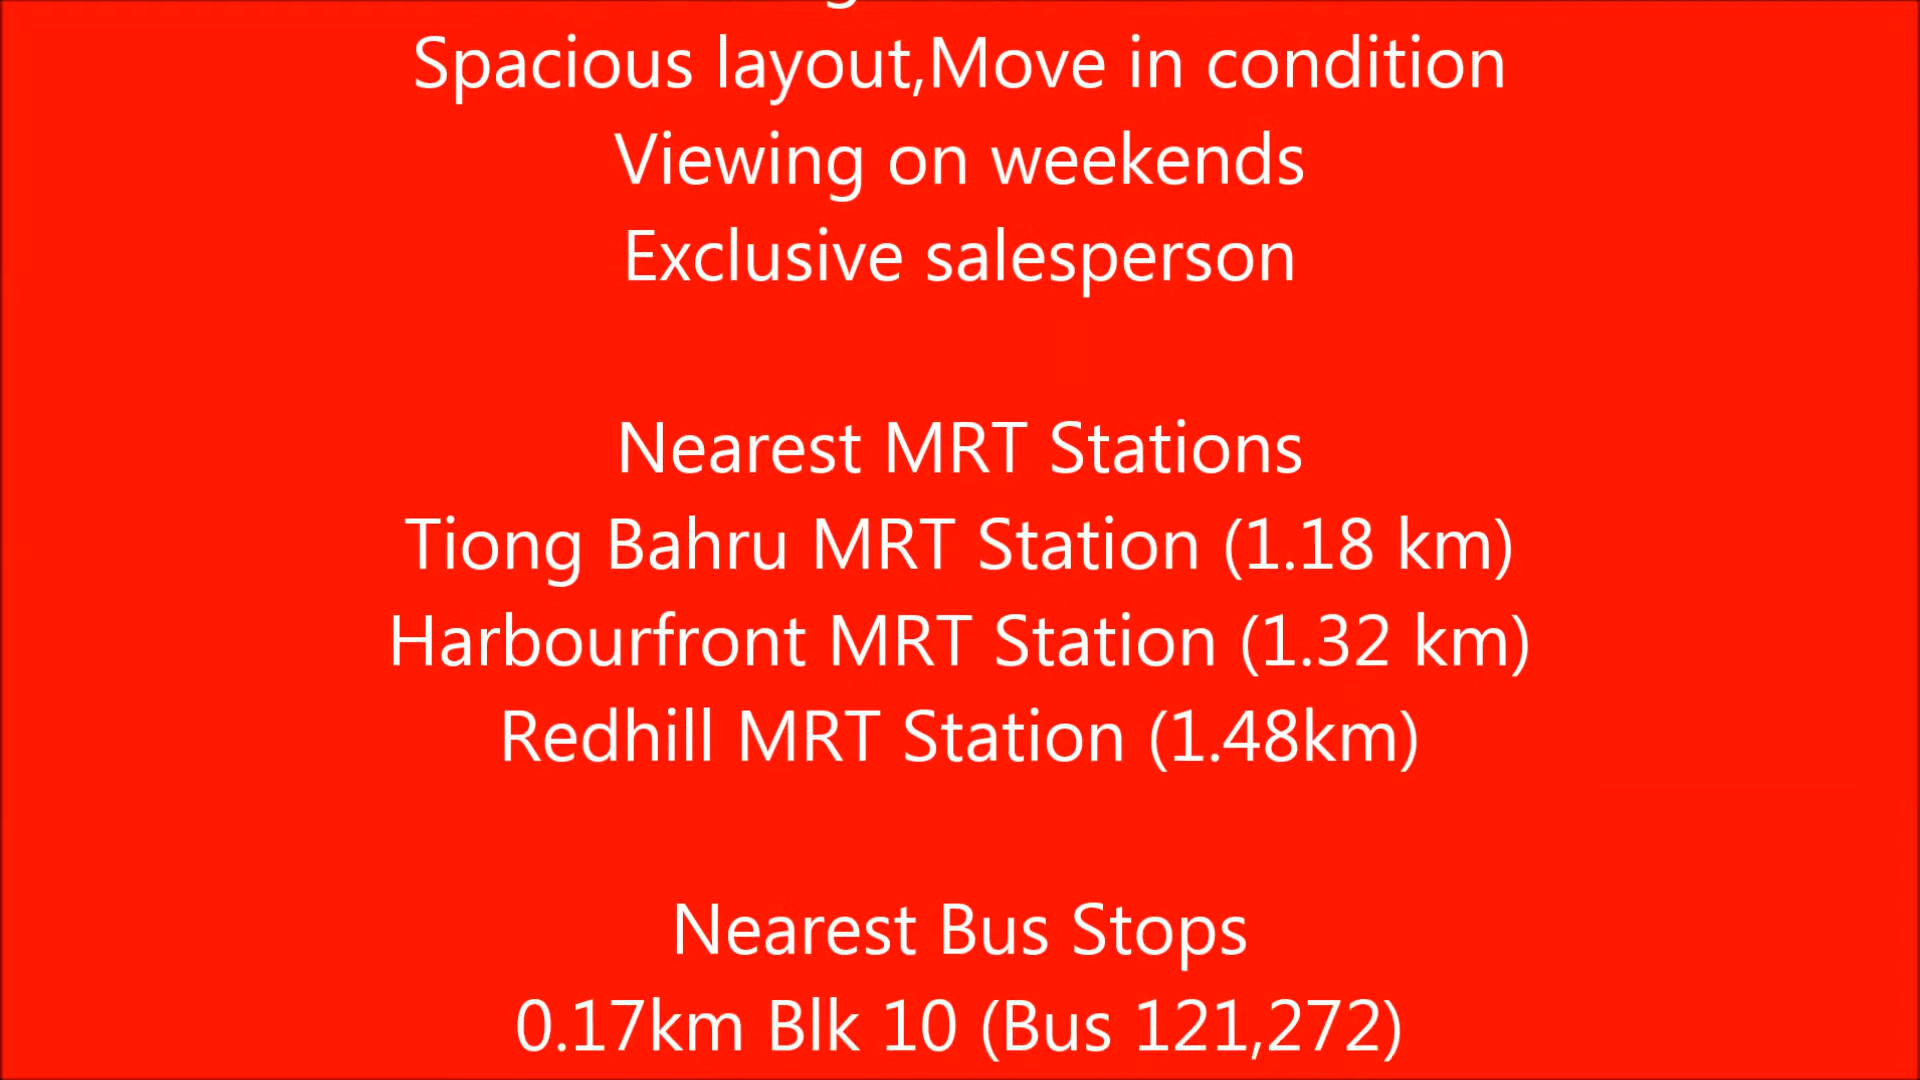 Spacious layout,Move in condition
Viewing on weekends
Exclusive salesperson
Nearest MRT Stations
Tiong Bahru MRT Station (1.18 km)
Harbourfront MRT Station (1.32 km)
Redhill MRT Station (1.48km)
Nearest Bus Stops
0.17km Blk 10 (Bus 121,272)